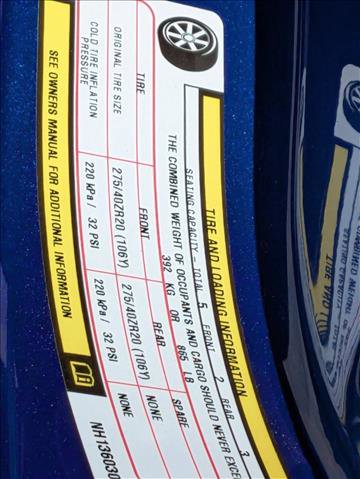 TIRE AND LOADING INFORMATION
SEATING CAPACITY – TOTAL 5 FRONT 2 REAR 3
THE COMBINED WEIGHT OF OCCUPANTS AND CARGO SHOULD NEVER EXCE
392 KG OR 865 LB
TIRE FRONT REAR SPARE
ORIGINAL TIRE SIZE 275/40ZR20 (106Y) 275/40ZR20 (106Y) NONE
COLD TIRE INFLATION
PRESSURE 220 kPa/ 32 PSI 220 kPa/ 32 PSI NONE
SEE OWNERS MANUAL FOR ADDITIONAL INFORMATION
NH136030